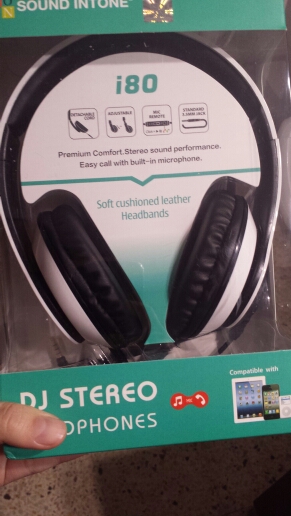 SOUND INTONE
i80
DETACHABLE CORD
ADJUSTABLE
MIC REMOTE
STANDARD 3.5MM JACK
Premium Comfort.Stereo sound performance.
Easy call with built-in microphone.
Soft cushioned leather
Headbands
DJ STEREO
Compatible with